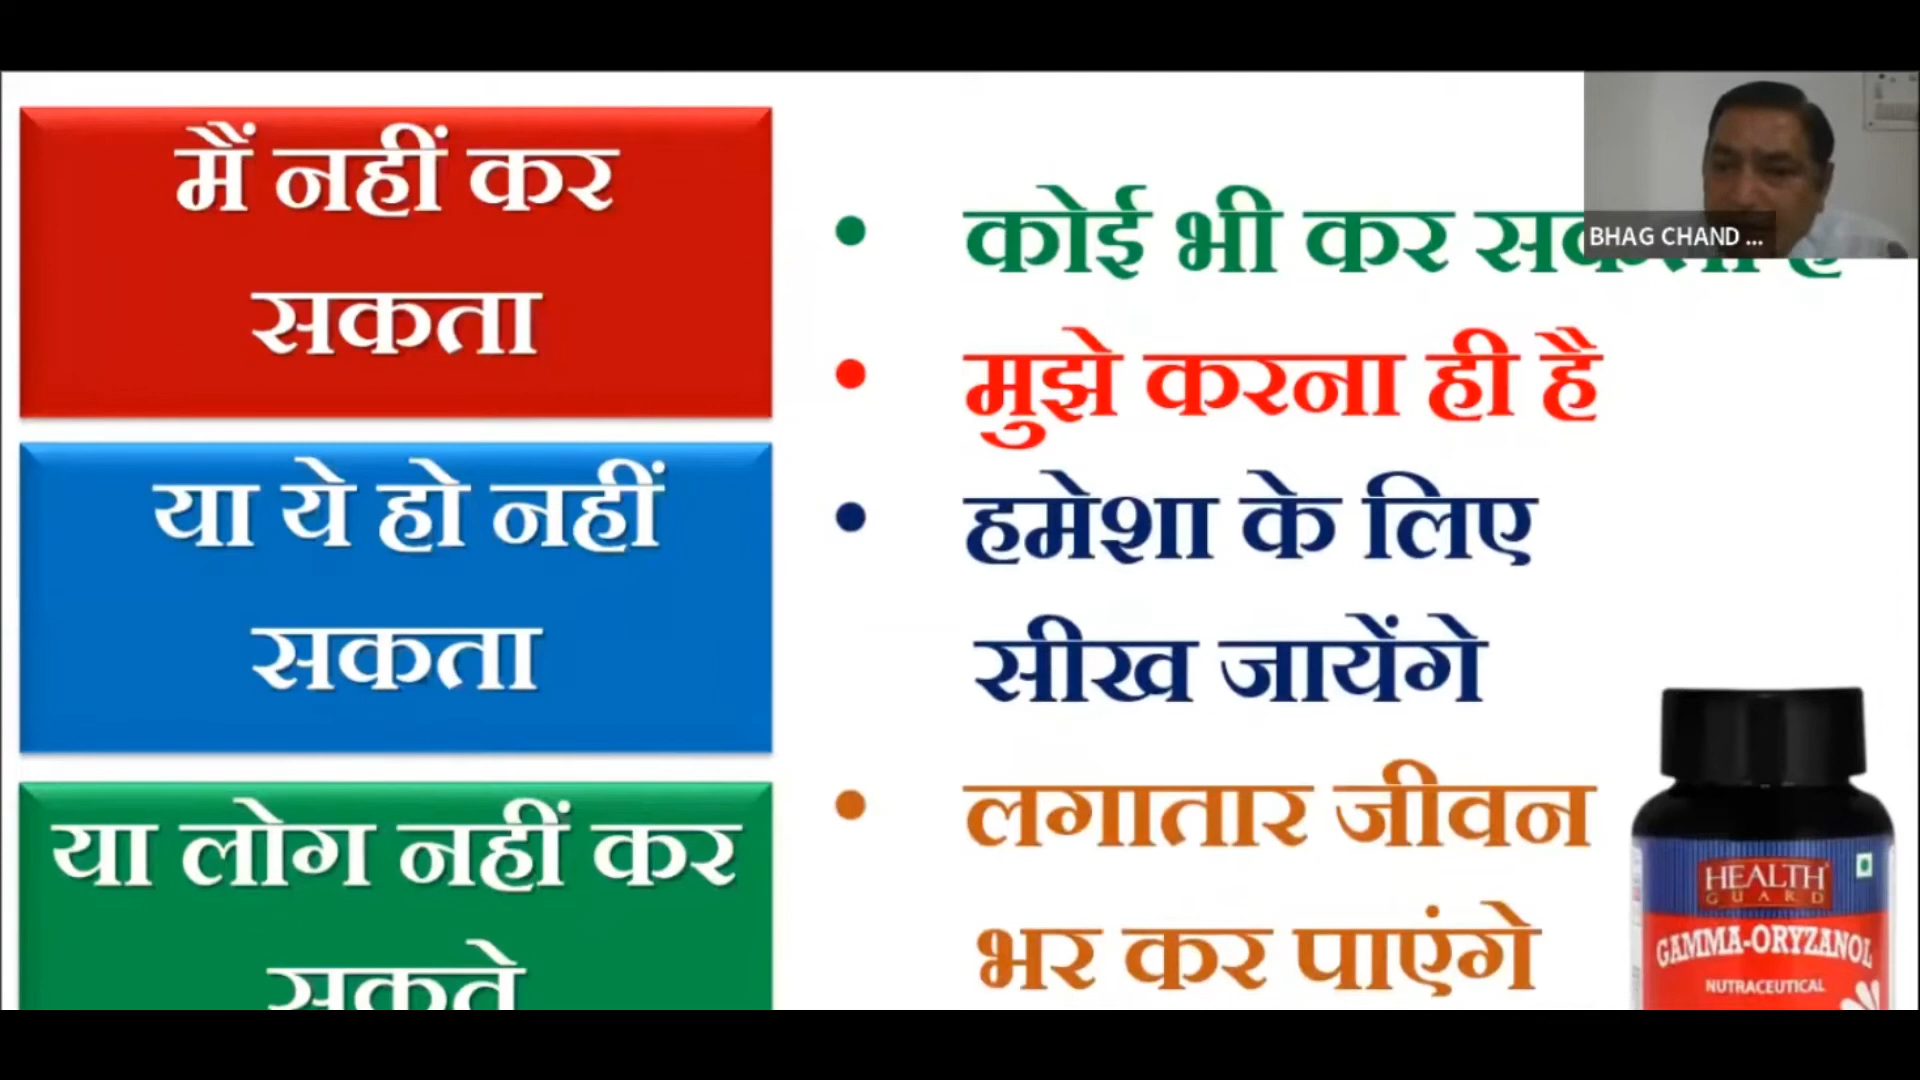 मैं नहीं कर
सकता
या ये हो नहीं
सकता
या लोग नहीं कर
सकते
• कोई भी कर
• मुझे करना ही है
• हमेशा के लिए
सीख जायेंगे
• लगातार जीवन
भर कर पाएंगे
BHAG CHAND ...
HEALTH
GUARD
GAMMA-ORYZANOL
NUTRACEUTICAL